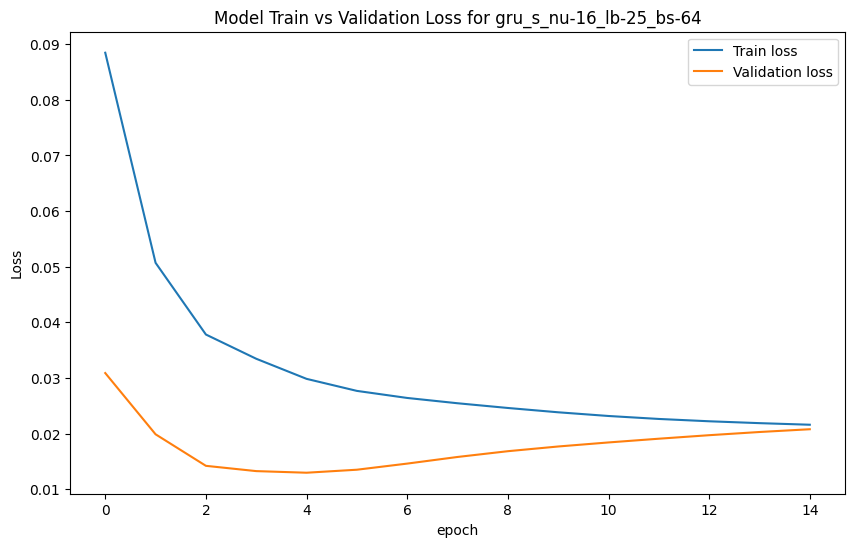 Model Train vs Validation Loss for gru_s_nu-16_lb-25_bs-64
Train loss
Validation loss
0.09
0.08
0.07
0.06
0.05
0.04
0.03
0.02
0.01
Loss
0 2 4 6 8 10 12 14
epoch